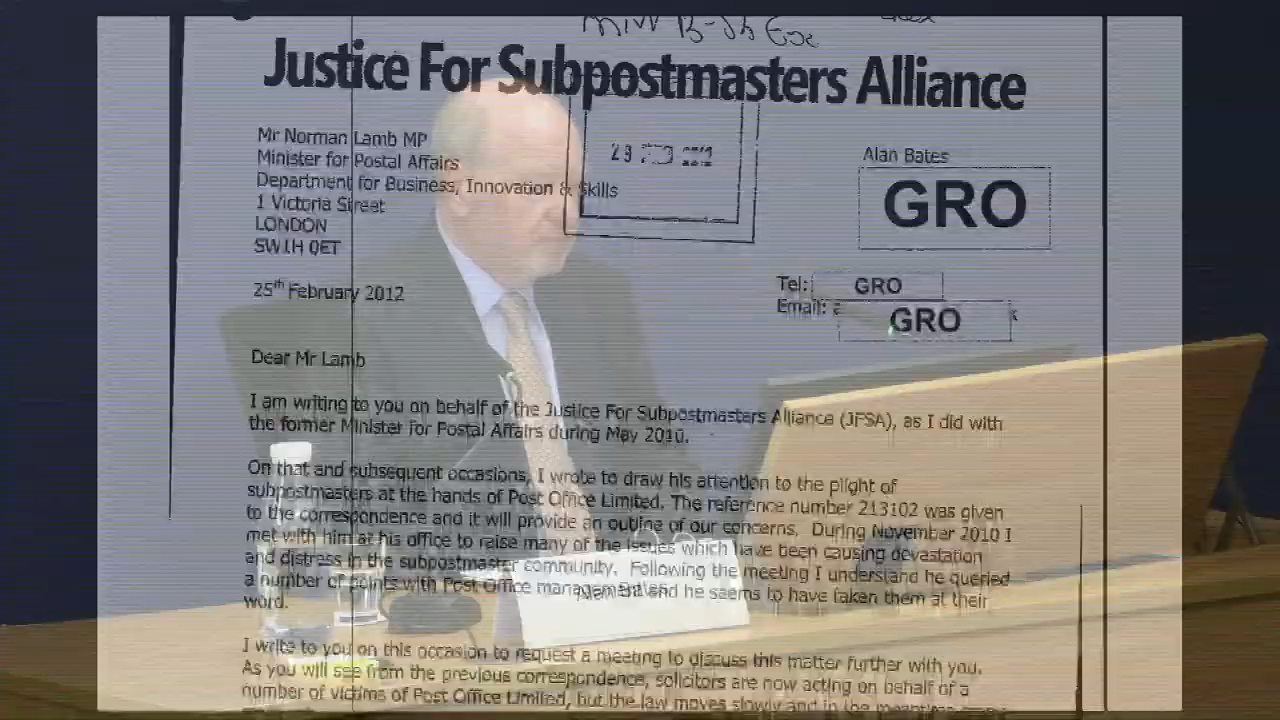 Justice For Subpostmasters Alliance
Mr Norman Lamb MP
Minister for Postal Affairs
Department for Business, Innovation & Skills
1 Victoria Street
LONDON
SW1H 0ET
25th February 2012
Alan Bates
GRO
Tel: GRO
Email: GRO
Dear Mr Lamb
I am writing to you on behalf of the Justice For Subpostmasters Alliance (JFSA), as I did with
the former Minister for Postal Affairs during May 2010.
On that and subsequent occasions, I wrote to draw his attention to the plight of
subpostmasters at the hands of Post Office Limited. The reference number 213102 was given
to the correspondence and it will provide an outline of our concerns. During November 2010 I
met with him at his office to raise many of the issues which have been causing devastation
and distress in the subpostmaster community. Following the meeting I understand he queried
a number of points with Post Office management and he seems to have taken them at their
word.
I write to you on this occasion to request a meeting to discuss this matter further with you.
As you will see from the previous correspondence, solicitors are now acting on behalf of a
number of victims of Post Office Limited, but the law moves slowly and in the meantime